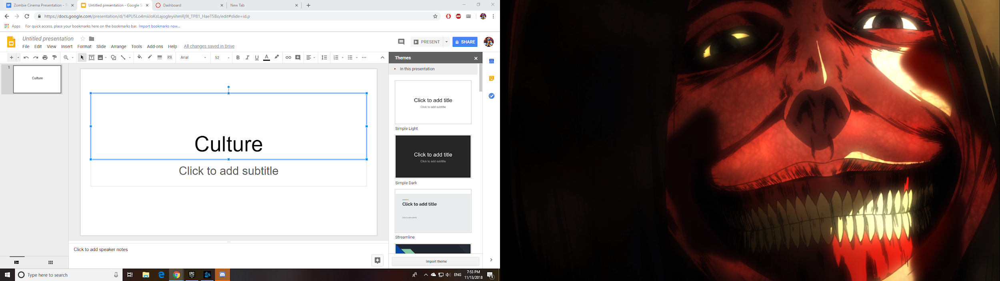 Zombie Cinema Presentation - T
Untitled presentation - Google S
Dashboard
New Tab
https://docs.google.com/presentation/d/14PU5Lo4miiJoKsLajogleyiihmRj9l_TP81_HaeT5Bo/edit#slide=id.p
ABP
Apps
For quick access, place your bookmarks here on the bookmarks bar. Import bookmarks now...
Untitled presentation
PRESENT
SHARE
File Edit View Insert Format Slide Arrange Tools Add-ons Help All changes saved in Drive
Arial
52
B I U A
Themes
31
1
Culture
In this presentation
Culture
Click to add subtitle
Click to add title
Click to add subtitle
Simple Light
Click to add title
Click to add subtitle
Simple Dark
Click to add title
Click to add subtitle
Streamline
Click to add speaker notes
Import theme
Type here to search
EPIC
GAMES
ENG
7:53 PM
11/13/2018
1